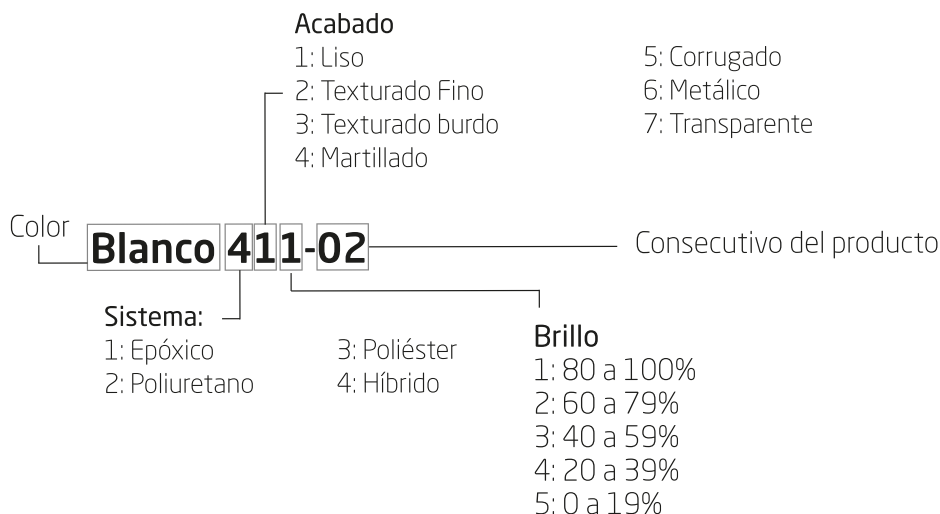 Acabado
1: Liso
2: Texturado Fino
3: Texturado burdo
4: Martillado
5: Corrugado
6: Metálico
7: Transparente
Color
Blanco 411-02
Consecutivo del producto
Sistema:
1: Epóxico
2: Poliuretano
3: Poliéster
4: Híbrido
Brillo
1: 80 a 100%
2: 60 a 79%
3: 40 a 59%
4: 20 a 39%
5: 0 a 19%